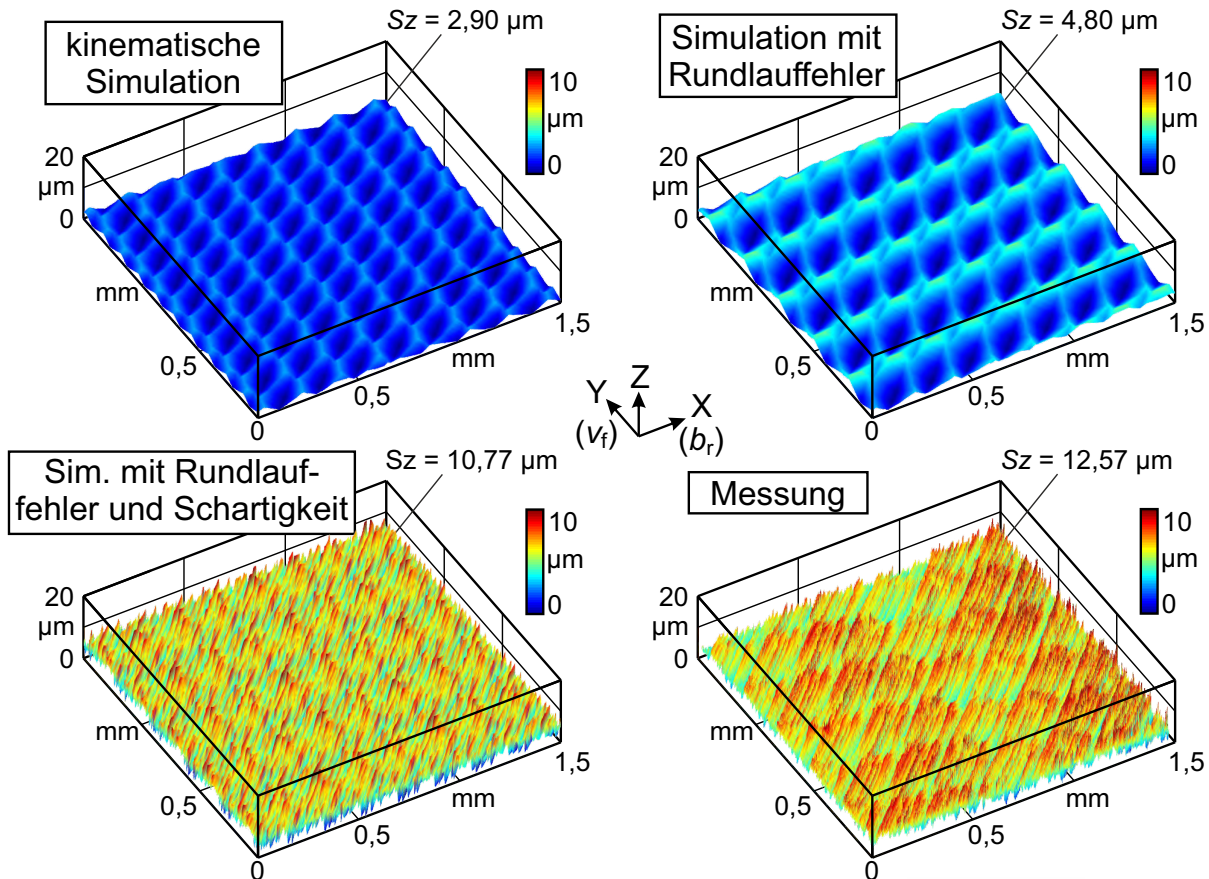 kinematische
Simulation
Sz = 2,90 µm
10
µm
0
20
µm
0
mm
0,5
0
0,5
mm
1,5
Simulation mit
Rundlauffehler
Sz = 4,80 µm
10
µm
0
20
µm
0
mm
0,5
0
0,5
mm
1,5
Y
Z
X
(vf)
(br)
Sim. mit Rundlauf-
fehler und Schartigkeit
Sz = 10,77 µm
10
µm
0
20
µm
0
mm
0,5
0
0,5
mm
1,5
Messung
Sz = 12,57 µm
10
µm
0
20
µm
0
mm
0,5
0
0,5
mm
1,5